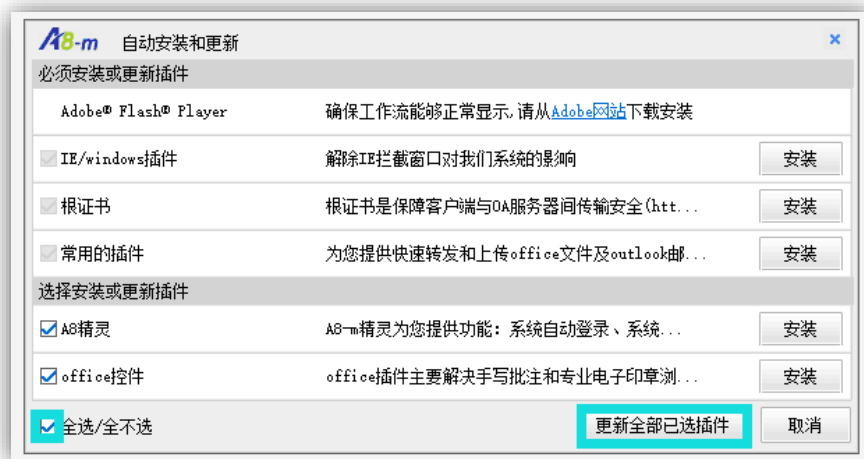 A8-m 自动安装和更新
必须安装或更新插件
Adobe® Flash® Player 确保工作流能够正常显示,请从Adobe网站下载安装
IE/windows插件 解除IE拦截窗口对我们系统的影响 安装
根证书 根证书是保障客户端与OA服务器间传输安全(htt... 安装
常用的插件 为您提供快速转发和上传office文件及outlook邮... 安装
选择安装或更新插件
A8精灵 A8-m精灵为您提供功能：系统自动登录、系统... 安装
office控件 office插件主要解决手写批注和专业电子印章浏... 安装
全选/全不选 更新全部已选插件 取消